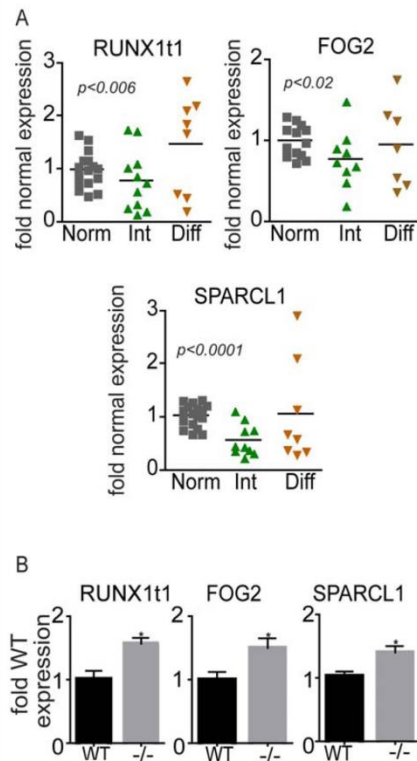 A
RUNX1t1
FOG2
fold normal expression
3
2
1
0
p<0.006
Norm Int Diff
fold normal expression
2
1
0
p<0.02
Norm Int Diff
SPARCL1
fold normal expression
3
2
1
0
p<0.0001
Norm Int Diff
B
RUNX1t1 FOG2 SPARCL1
fold WT
expression
2
1
0
*
WT -/-
2
1
0
*
WT -/-
2
1
0
*
WT -/-